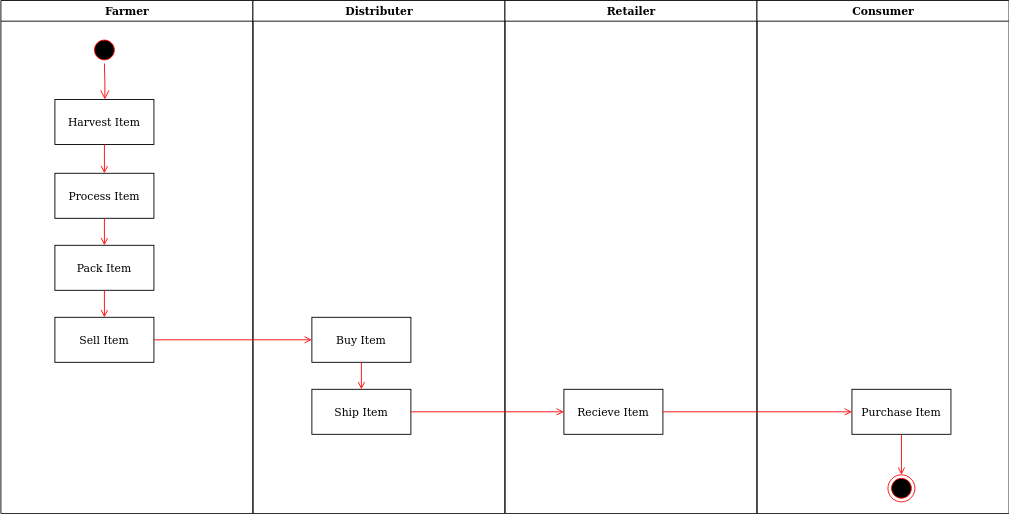 Farmer
Distributer
Retailer
Consumer
Harvest Item
Process Item
Pack Item
Sell Item
Buy Item
Ship Item
Recieve Item
Purchase Item